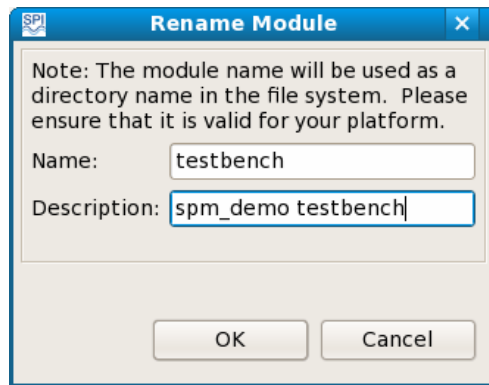 SPI
Rename Module
Note: The module name will be used as a
directory name in the file system. Please
ensure that it is valid for your platform.
Name: testbench
Description: spm_demo testbench
OK Cancel